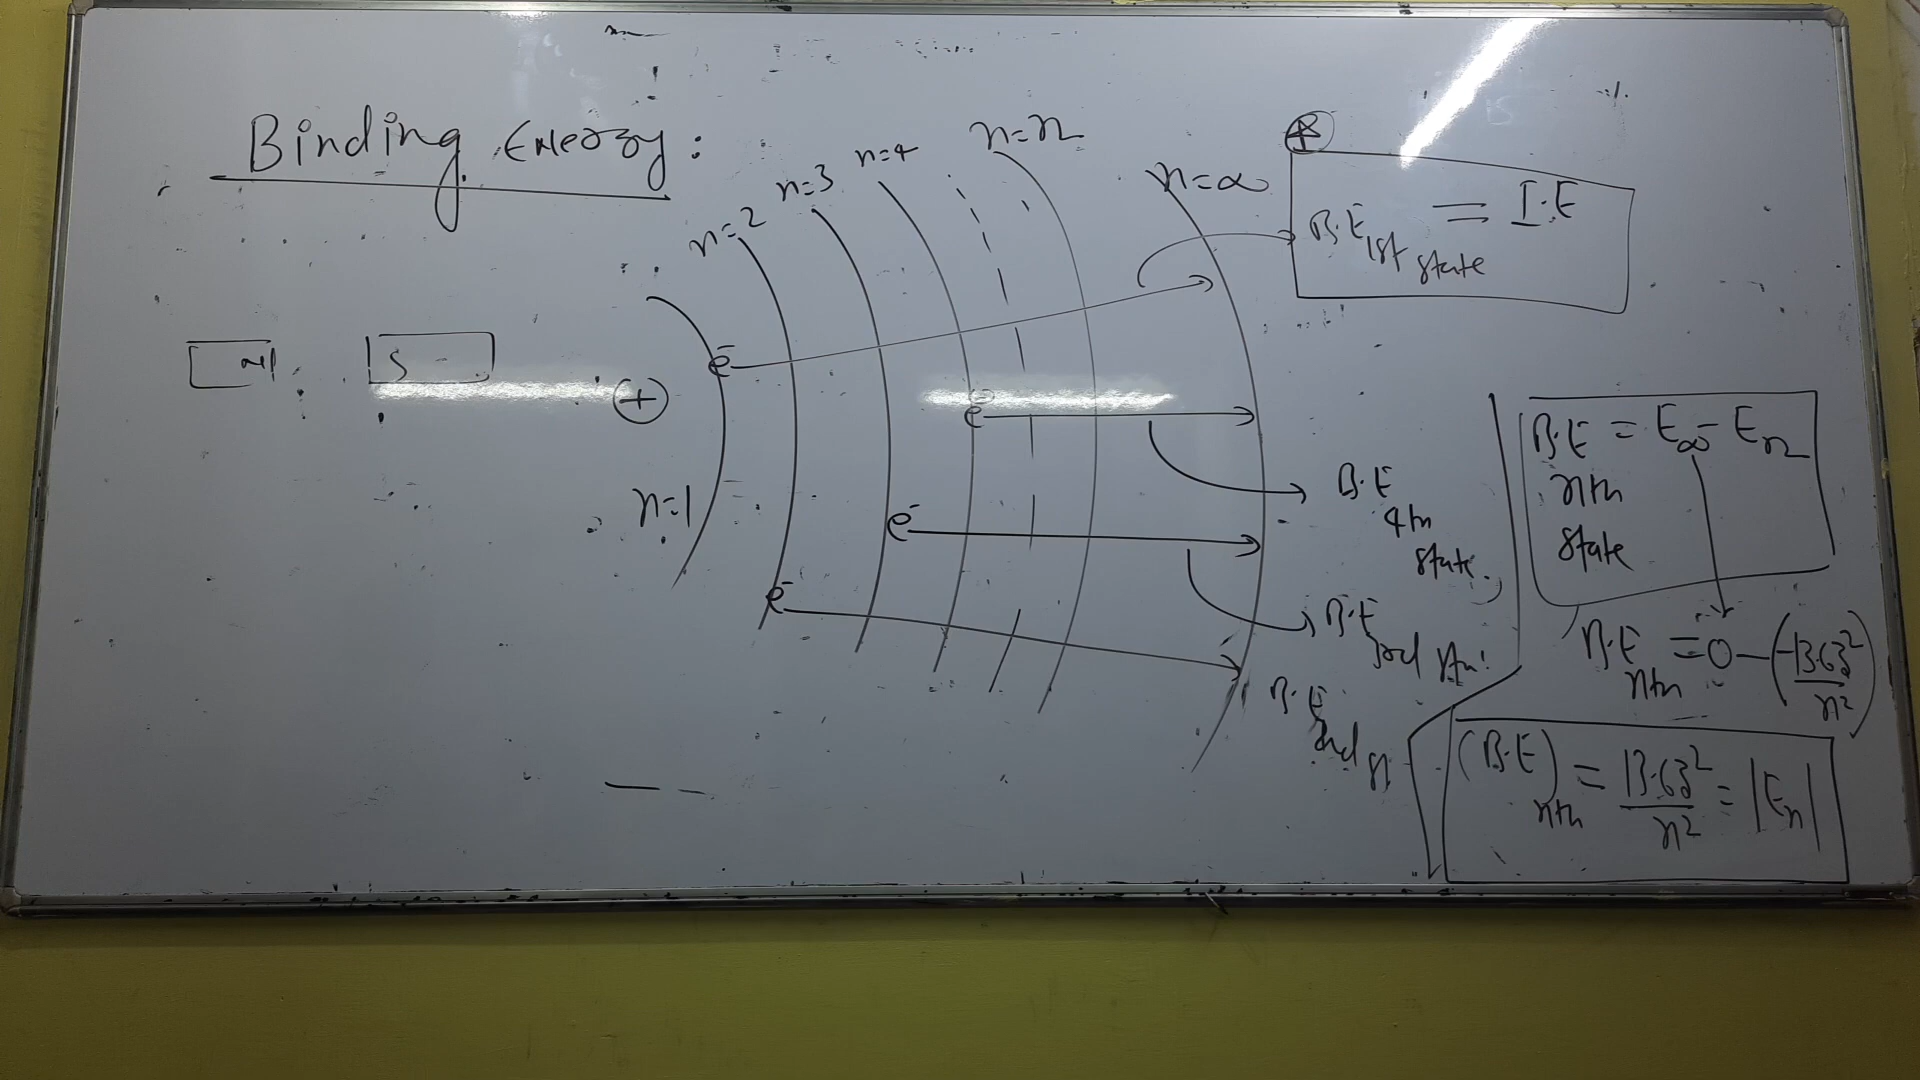 Binding Energy:
n=1
n=2
n=3
n=4
n=n
n=∞
+
e⁻
e⁻
e⁻
e⁻
B.E 1st state = I.E
B.E
4th
state.
B.E
3rd
B.E
2nd
B.E = E∞ - En
nth
state
B.E nth = 0 - (-13.6z²/n²)
(B.E) nth = 13.6z²/n² = |En|